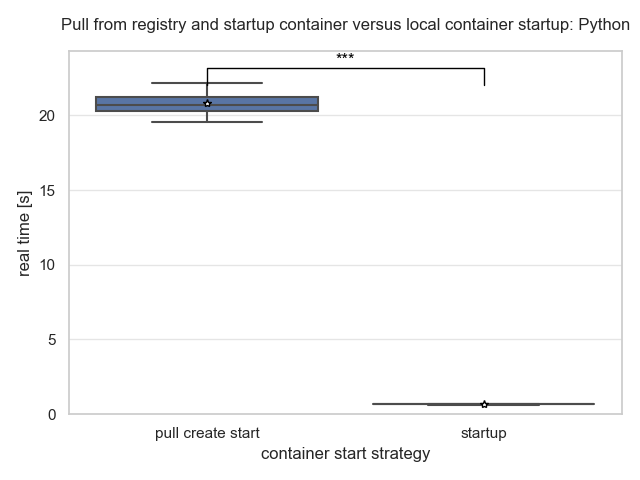 Pull from registry and startup container versus local container startup: Python
***
20
15
10
5
0
real time [s]
pull create start
startup
container start strategy